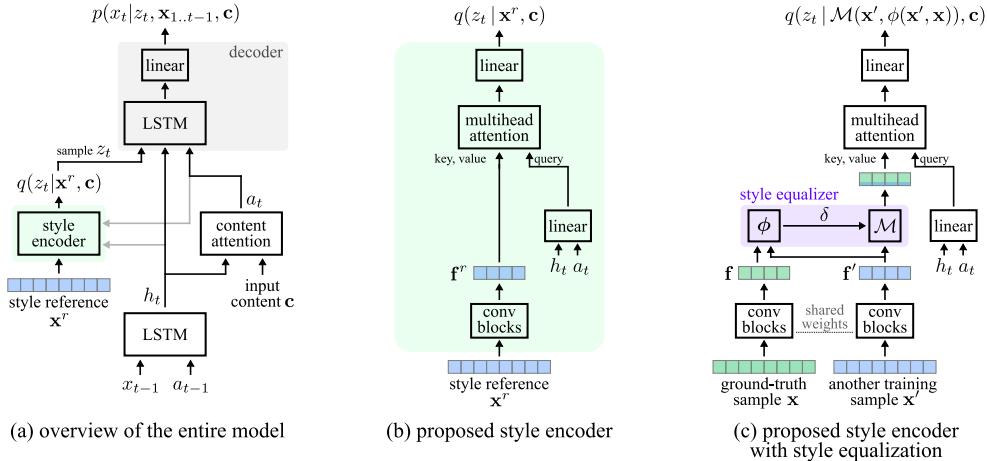 p(x_t|z_t, x_{1..t−1}, c)
decoder
linear
LSTM
sample z_t
q(z_t|x^r, c)
a_t
style
encoder
content
attention
style reference
x^r
h_t
input
content c
LSTM
x_{t−1} a_{t−1}
(a) overview of the entire model
q(z_t | x^r, c)
linear
multihead
attention
key, value
query
linear
h_t a_t
f^r
conv
blocks
style reference
x^r
(b) proposed style encoder
q(z_t | M(x′, ϕ(x′, x)), c)
linear
multihead
attention
key, value
query
style equalizer
ϕ
δ
M
linear
h_t a_t
f
f′
conv
blocks
shared
weights
conv
blocks
ground-truth
sample x
another training
sample x′
(c) proposed style encoder
with style equalization